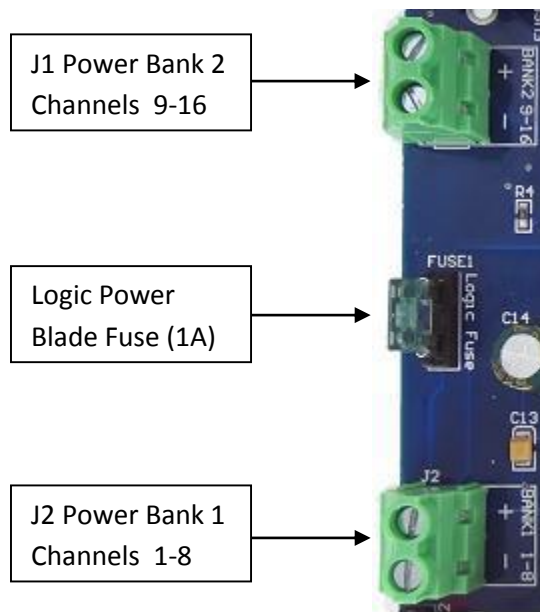 J1 Power Bank 2
Channels 9-16
BANK2 9-16
+
-
R4
Logic Power
Blade Fuse (1A)
FUSE1
Logic Fuse
C14
C13
J2 Power Bank 1
Channels 1-8
J2
BANK1 1-8
+
-